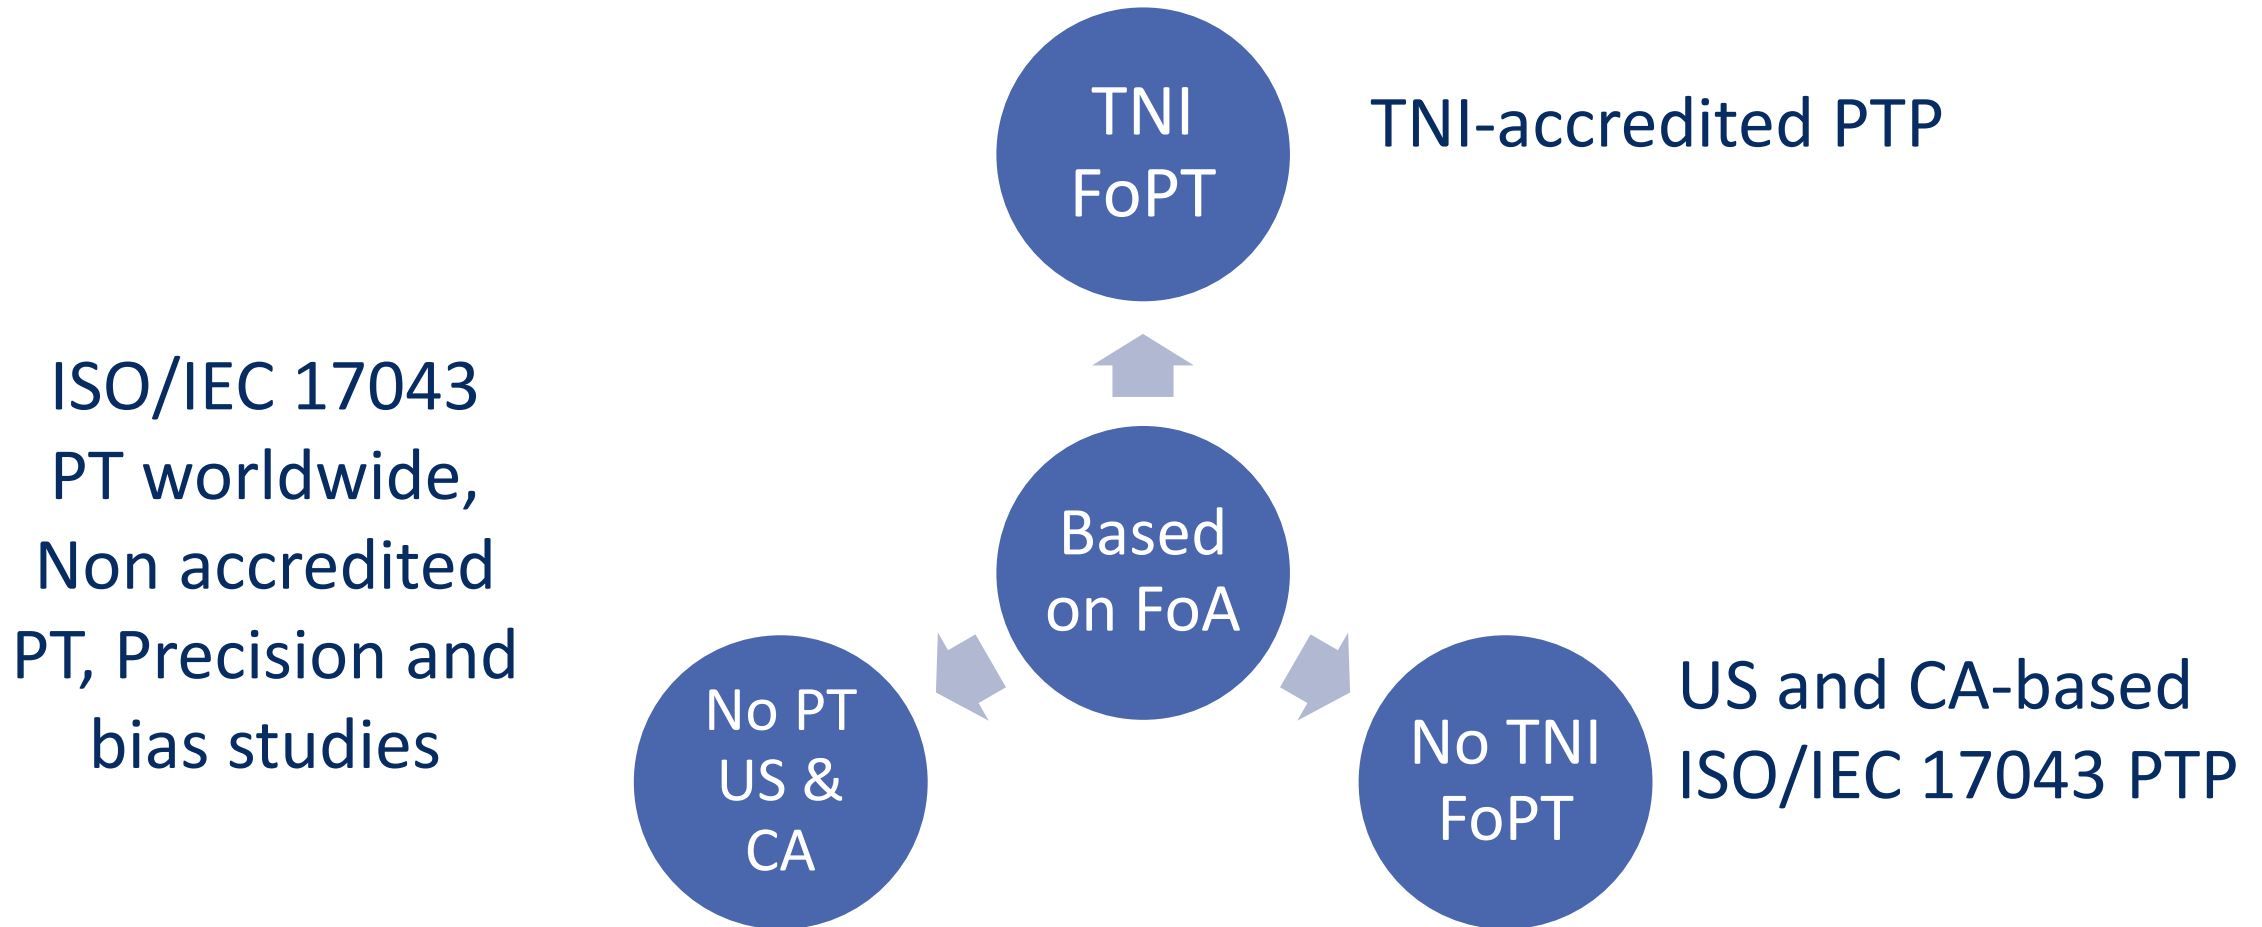 TNI
FoPT
TNI-accredited PTP
ISO/IEC 17043
PT worldwide,
Non accredited
PT, Precision and
bias studies
Based
on FoA
No PT
US &
CA
No TNI
FoPT
US and CA-based
ISO/IEC 17043 PTP